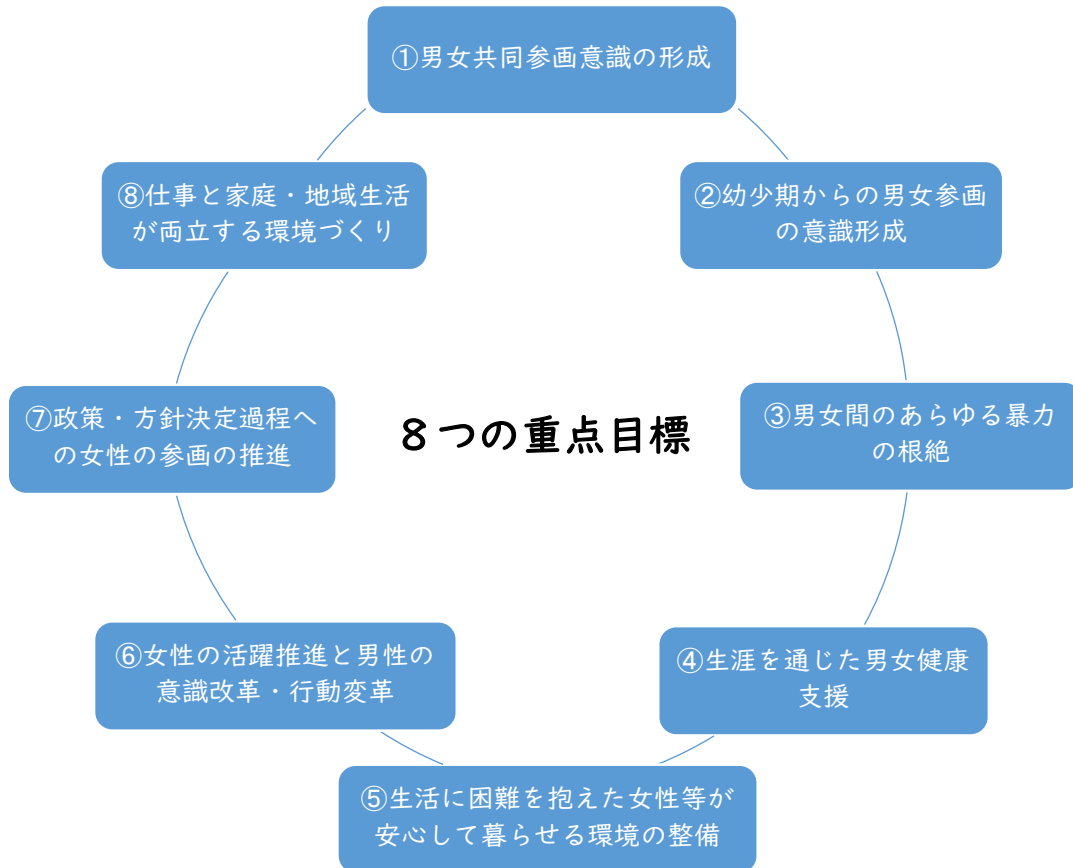 ①男女共同参画意識の形成
②幼少期からの男女参画
の意識形成
③男女間のあらゆる暴力
の根絶
④生涯を通じた男女健康
支援
⑤生活に困難を抱えた女性等が
安心して暮らせる環境の整備
⑥女性の活躍推進と男性の
意識改革・行動変革
⑦政策・方針決定過程へ
の女性の参画の推進
⑧仕事と家庭・地域生活
が両立する環境づくり
８つの重点目標